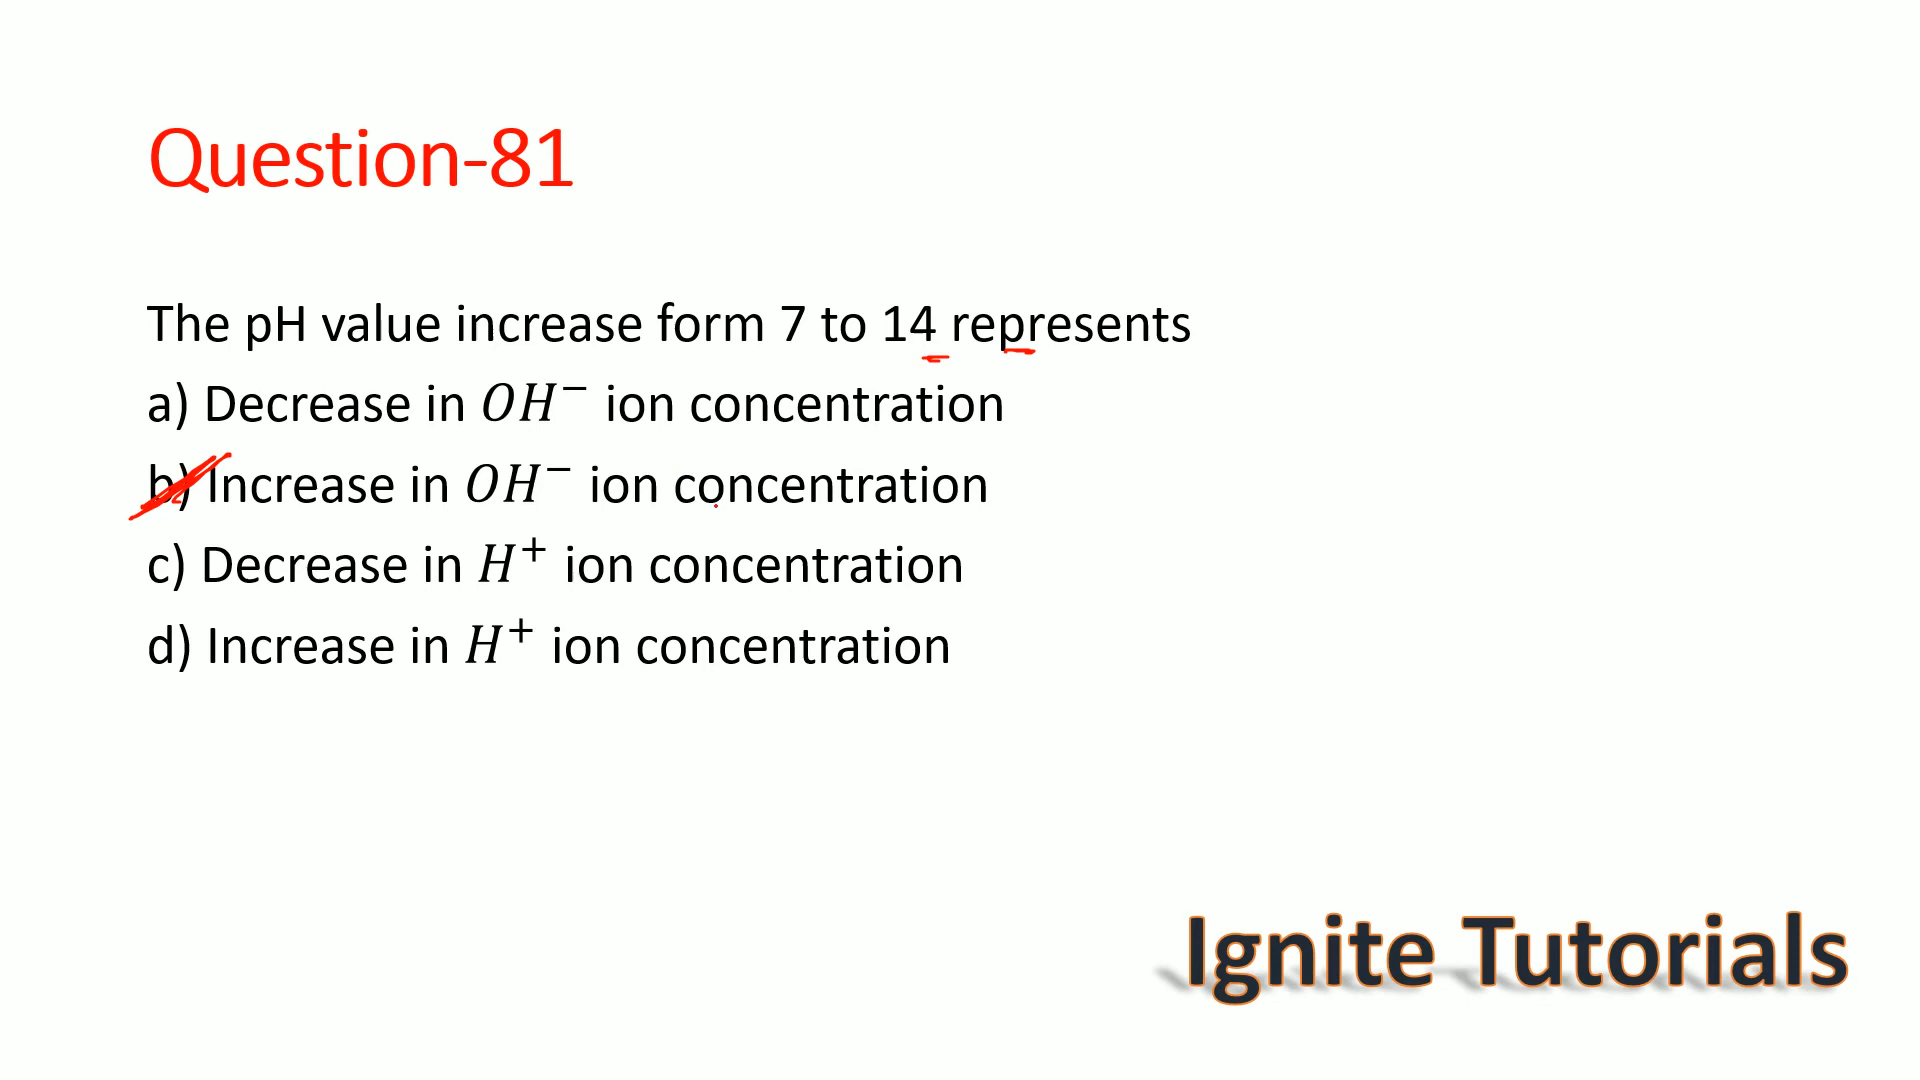 Question-81
The pH value increase form 7 to 14 represents
a) Decrease in OH⁻ ion concentration
b) Increase in OH⁻ ion concentration
c) Decrease in H⁺ ion concentration
d) Increase in H⁺ ion concentration
Ignite Tutorials